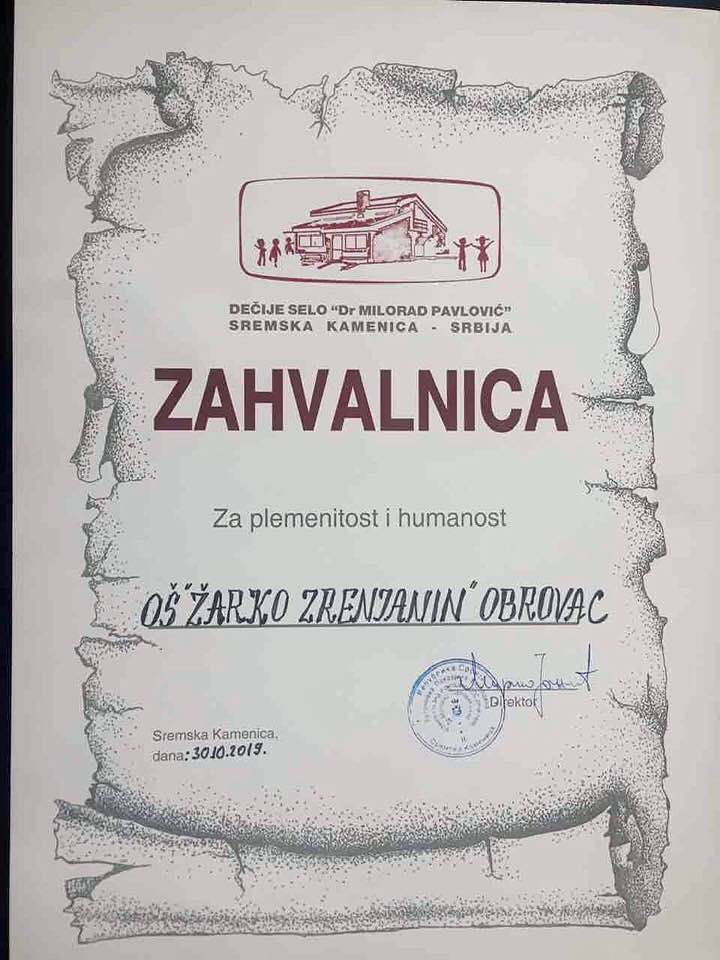 DEČIJE SELO "Dr MILORAD PAVLOVIĆ"
SREMSKA KAMENICA - SRBIJA
ZAHVALNICA
Za plemenitost i humanost
OŠ "ŽARKO ZRENJANIN" OBROVAC
Direktor
Sremska Kamenica,
dana: 30.10.2019.